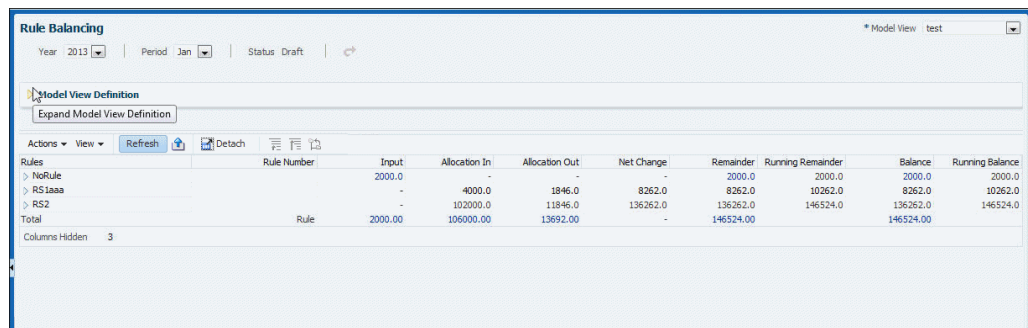 Rule Balancing * Model View test
Year 2013 Period Jan Status Draft
Model View Definition
Expand Model View Definition
Actions View Refresh Detach
Rules Rule Number Input Allocation In Allocation Out Net Change Remainder Running Remainder Balance Running Balance
NoRule 2000.0 - - - 2000.0 2000.0 2000.0 2000.0
RS1aaa - 4000.0 1846.0 8262.0 8262.0 10262.0 8262.0 10262.0
RS2 - 102000.0 11846.0 136262.0 136262.0 146524.0 136262.0 146524.0
Total Rule 2000.00 106000.00 13692.00 - 146524.00 146524.00
Columns Hidden 3